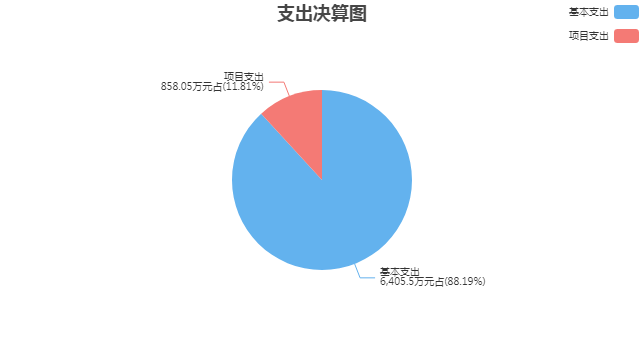 支出决算图
基本支出
项目支出
项目支出
858.05万元占(11.81%)
基本支出
6,405.5万元占(88.19%)